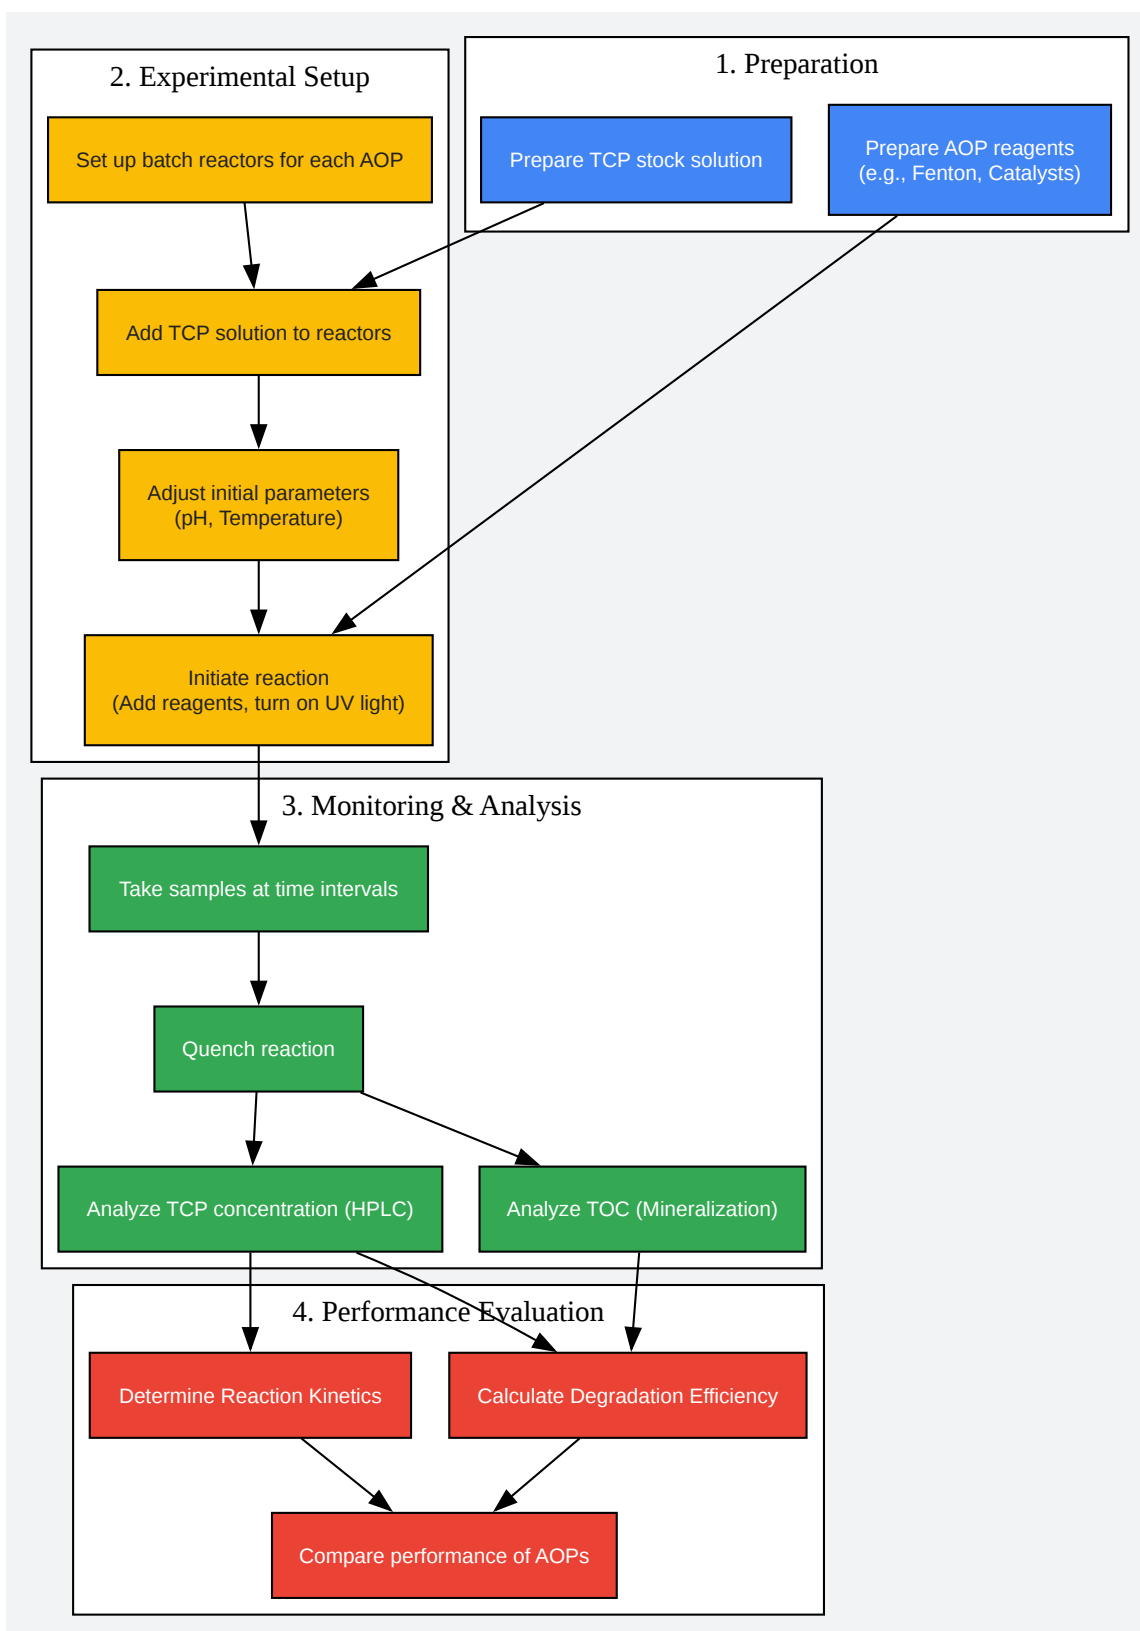 1. Preparation
Prepare TCP stock solution
Prepare AOP reagents
(e.g., Fenton, Catalysts)
2. Experimental Setup
Set up batch reactors for each AOP
Add TCP solution to reactors
Adjust initial parameters
(pH, Temperature)
Initiate reaction
(Add reagents, turn on UV light)
3. Monitoring & Analysis
Take samples at time intervals
Quench reaction
Analyze TCP concentration (HPLC)
Analyze TOC (Mineralization)
4. Performance Evaluation
Determine Reaction Kinetics
Calculate Degradation Efficiency
Compare performance of AOPs